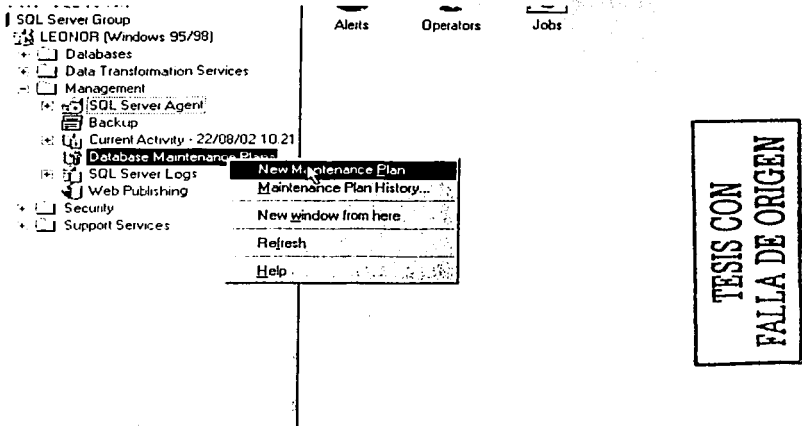 SQL Server Group
LEONOR (Windows 95/98)
Databases
Data Transformation Services
Management
SQL Server Agent
Backup
Current Activity - 22/08/02 10:21
Database Maintenance Plans
SQL Server Logs
Web Publishing
Security
Support Services
Alerts
Operators
Jobs
New Maintenance Plan
Maintenance Plan History...
New window from here
Refresh
Help
TESIS CON
FALLA DE ORIGEN